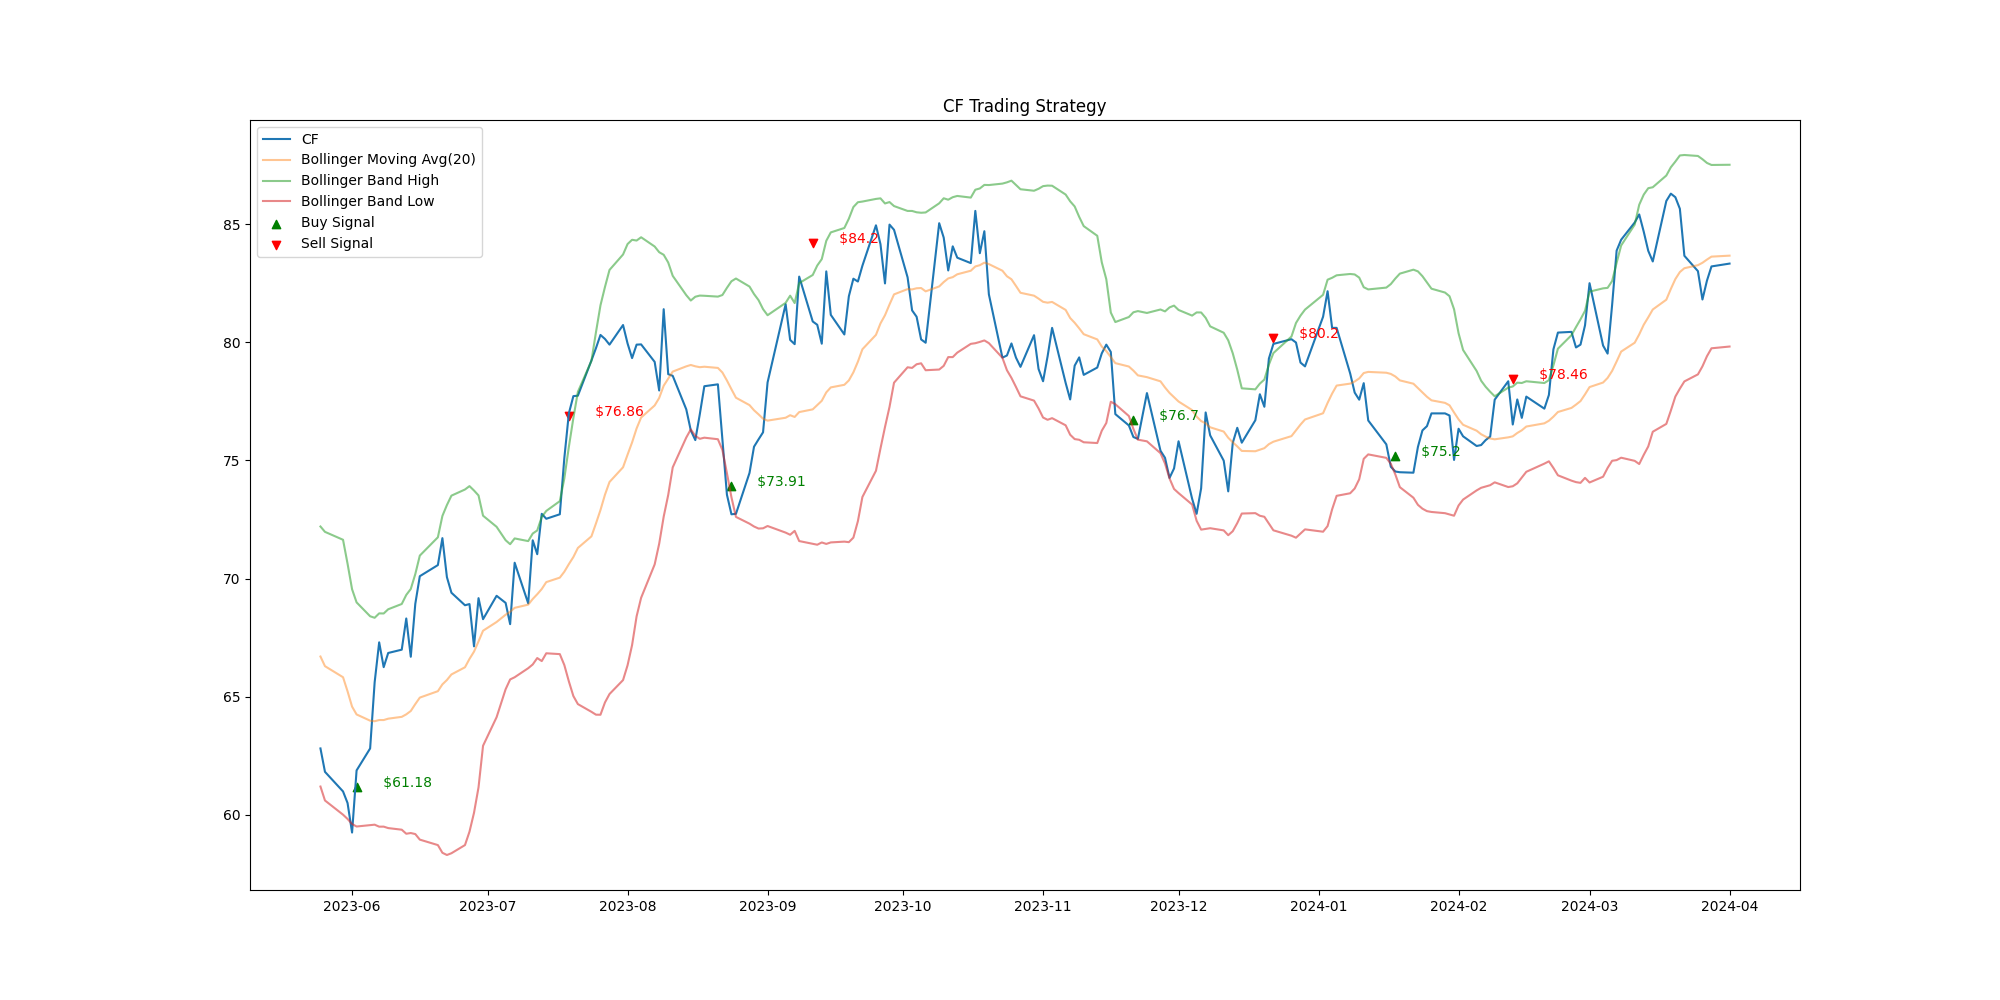 CF Trading Strategy
CF
Bollinger Moving Avg(20)
Bollinger Band High
Bollinger Band Low
Buy Signal
Sell Signal
85
80
75
70
65
60
$84.2
$80.2
$78.46
$76.86
$76.7
$75.2
$73.91
$61.18
2023-06 2023-07 2023-08 2023-09 2023-10 2023-11 2023-12 2024-01 2024-02 2024-03 2024-04